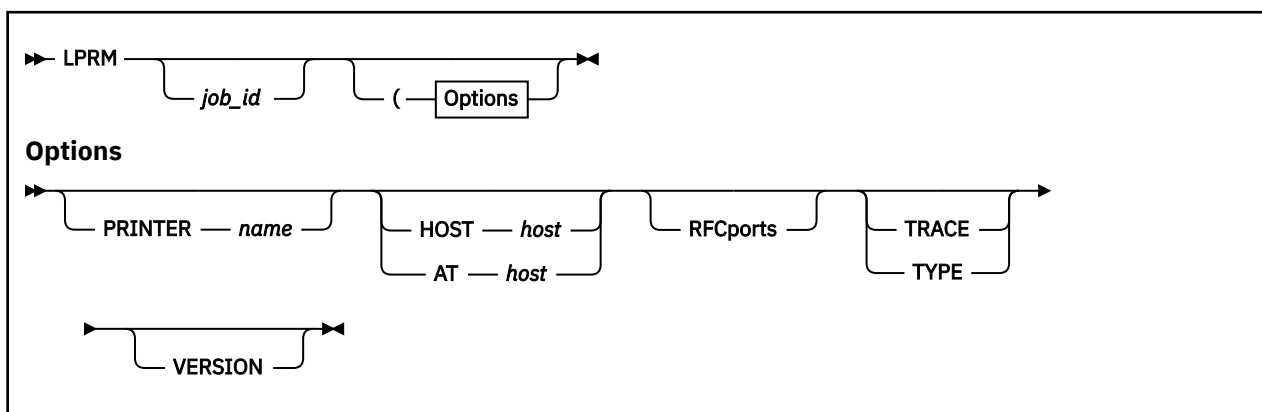 LPRM
job_id ( Options
Options
PRINTER name HOST host RFCports TRACE
AT host TYPE
VERSION